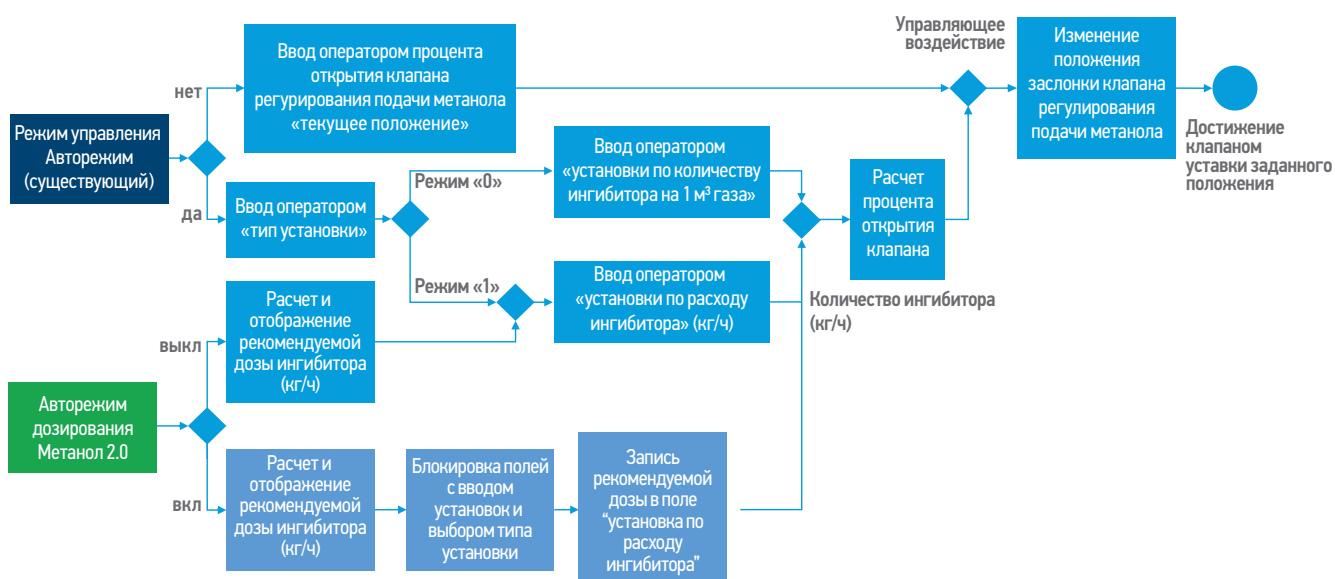 Ввод оператором процента
открытия клапана
регурирования подачи метанола
«текущее положение»
Управляющее
воздействие
Изменение
положения
заслонки клапана
регулирования
подачи метанола
нет
Режим управления
Авторежим
(существующий)
да
Ввод оператором
«тип установки»
Режим «0»
Ввод оператором
«установки по количеству
ингибитора на 1 м³ газа»
Расчет
процента
открытия
клапана
Достижение
клапаном
уставки заданного
положения
Режим «1»
Ввод оператором
«установки по расходу
ингибитора» (кг/ч)
Количество ингибитора
(кг/ч)
Расчет и
отображение
рекомендуемой
дозы ингибитора
(кг/ч)
выкл
Авторежим
дозирования
Метанол 2.0
вкл
Расчет и
отображение
рекомендуемой
дозы ингибитора
(кг/ч)
Блокировка полей
с вводом
установок и
выбором типа
установки
Запись
рекомендуемой
дозы в поле
“установка по
расходу
ингибитора”